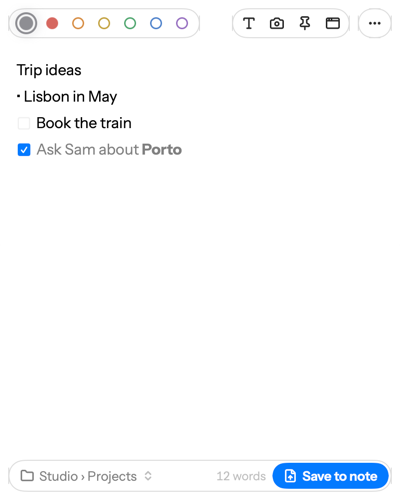 Trip ideas
• Lisbon in May
Book the train
Ask Sam about Porto
Studio › Projects
12 words
Save to note